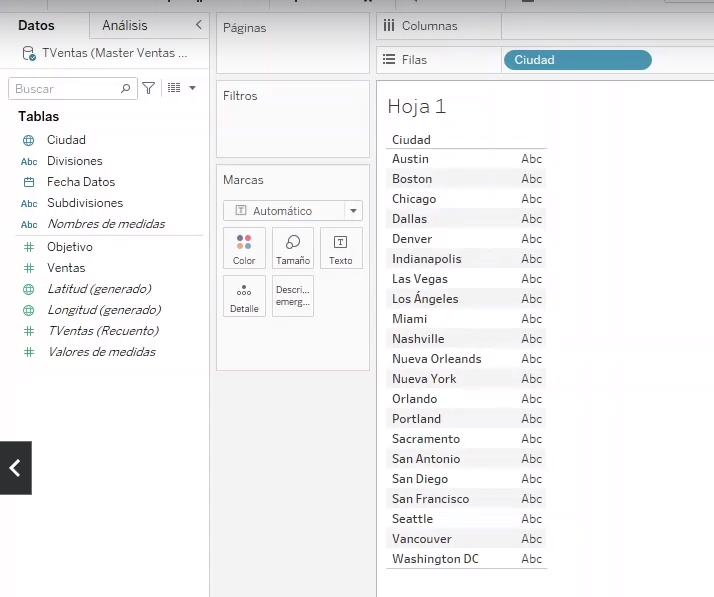 Datos
Análisis
TVentas (Master Ventas ...
Buscar
Tablas
Ciudad
Abc Divisiones
Fecha Datos
Abc Subdivisiones
Abc Nombres de medidas
Objetivo
Ventas
Latitud (generado)
Longitud (generado)
TVentas (Recuento)
Valores de medidas
Páginas
Filtros
Marcas
Automático
Color
Tamaño
Texto
Detalle
Descri...
emerg...
Columnas
Filas
Ciudad
Hoja 1
Ciudad
Austin Abc
Boston Abc
Chicago Abc
Dallas Abc
Denver Abc
Indianapolis Abc
Las Vegas Abc
Los Ángeles Abc
Miami Abc
Nashville Abc
Nueva Orleands Abc
Nueva York Abc
Orlando Abc
Portland Abc
Sacramento Abc
San Antonio Abc
San Diego Abc
San Francisco Abc
Seattle Abc
Vancouver Abc
Washington DC Abc